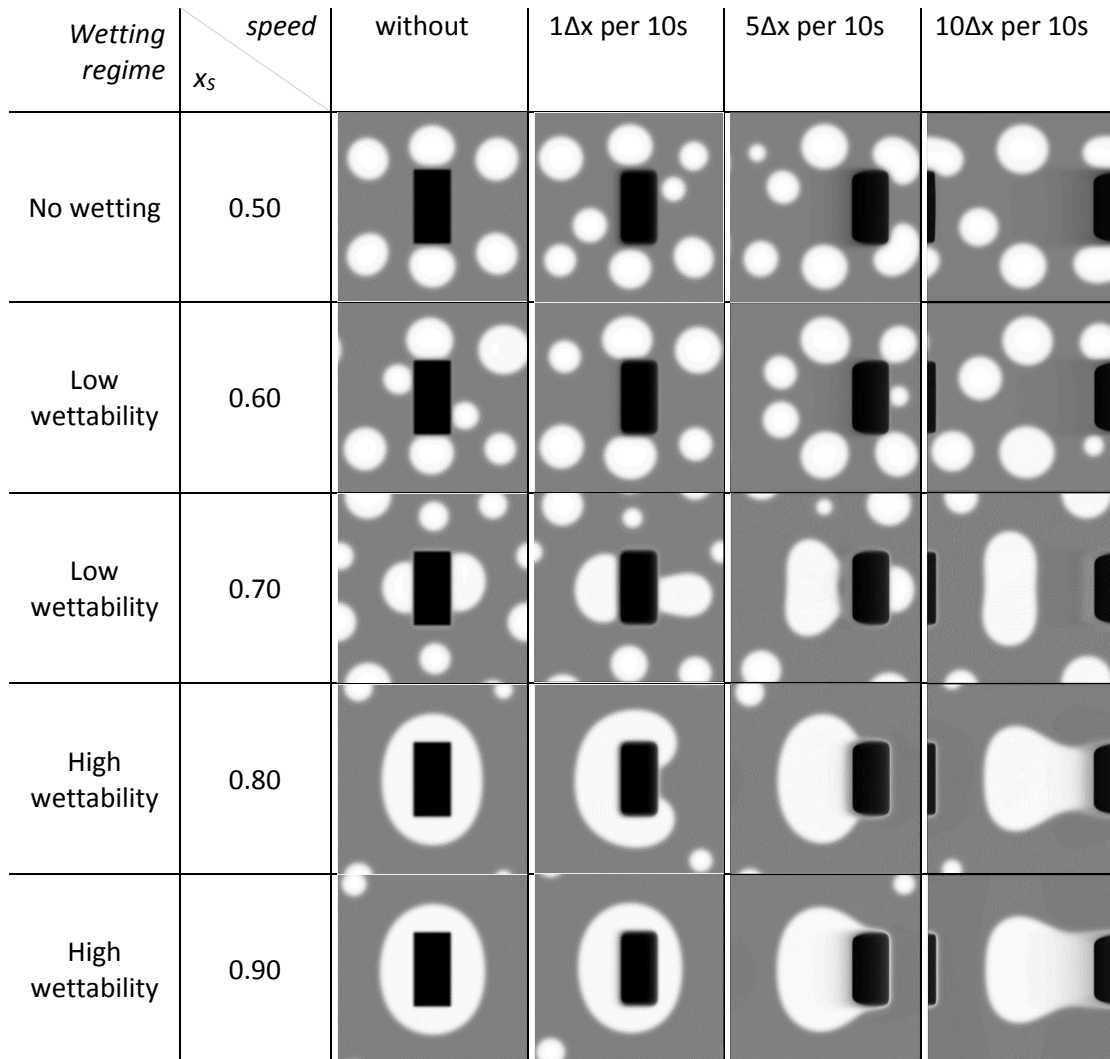 Wetting regime
speed
x_S
without
1Δx per 10s
5Δx per 10s
10Δx per 10s
No wetting
0.50
Low
wettability
0.60
Low
wettability
0.70
High
wettability
0.80
High
wettability
0.90